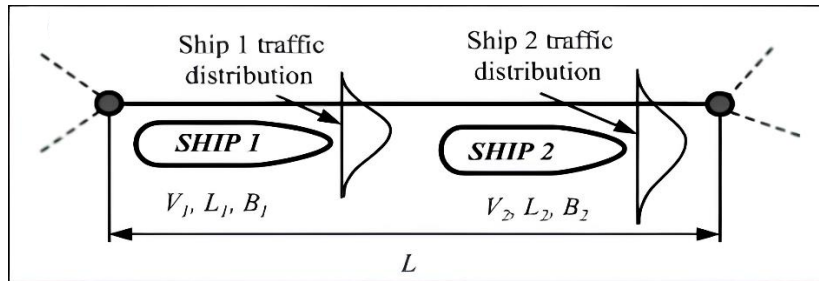 Ship 1 traffic
distribution
Ship 2 traffic
distribution
SHIP 1
SHIP 2
V1, L1, B1
V2, L2, B2
L